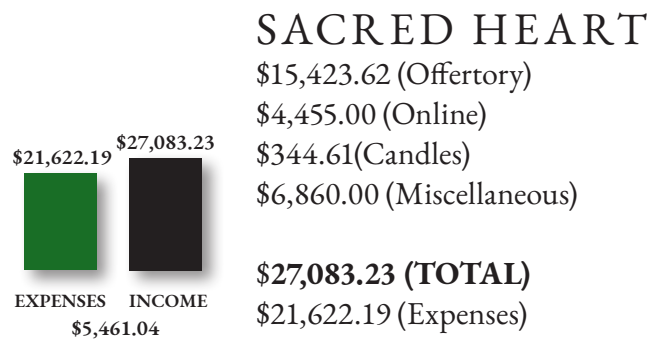 SACRED HEART
$15,423.62 (Offertory)
$4,455.00 (Online)
$344.61(Candles)
$6,860.00 (Miscellaneous)
$27,083.23 (TOTAL)
$21,622.19 (Expenses)
$21,622.19
$27,083.23
EXPENSES INCOME
$5,461.04